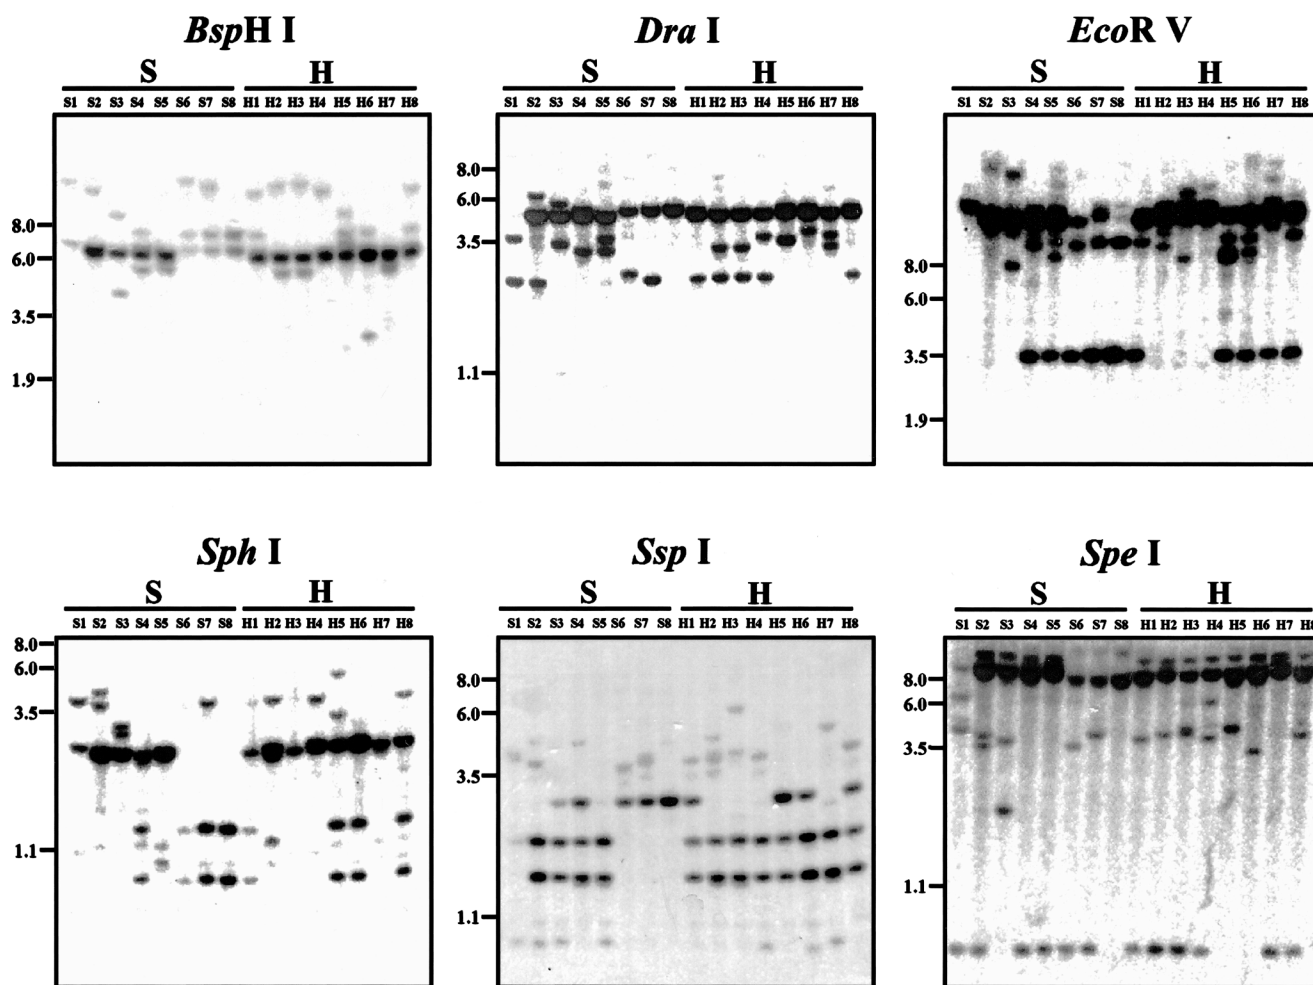 BspH I
S H
S1 S2 S3 S4 S5 S6 S7 S8 H1 H2 H3 H4 H5 H6 H7 H8
8.0
6.0
3.5
1.9
Dra I
S H
S1 S2 S3 S4 S5 S6 S7 S8 H1 H2 H3 H4 H5 H6 H7 H8
8.0
6.0
3.5
1.1
EcoR V
S H
S1 S2 S3 S4 S5 S6 S7 S8 H1 H2 H3 H4 H5 H6 H7 H8
8.0
6.0
3.5
1.9
Sph I
S H
S1 S2 S3 S4 S5 S6 S7 S8 H1 H2 H3 H4 H5 H6 H7 H8
8.0
6.0
3.5
1.1
Ssp I
S H
S1 S2 S3 S4 S5 S6 S7 S8 H1 H2 H3 H4 H5 H6 H7 H8
8.0
6.0
3.5
1.1
Spe I
S H
S1 S2 S3 S4 S5 S6 S7 S8 H1 H2 H3 H4 H5 H6 H7 H8
8.0
6.0
3.5
1.1